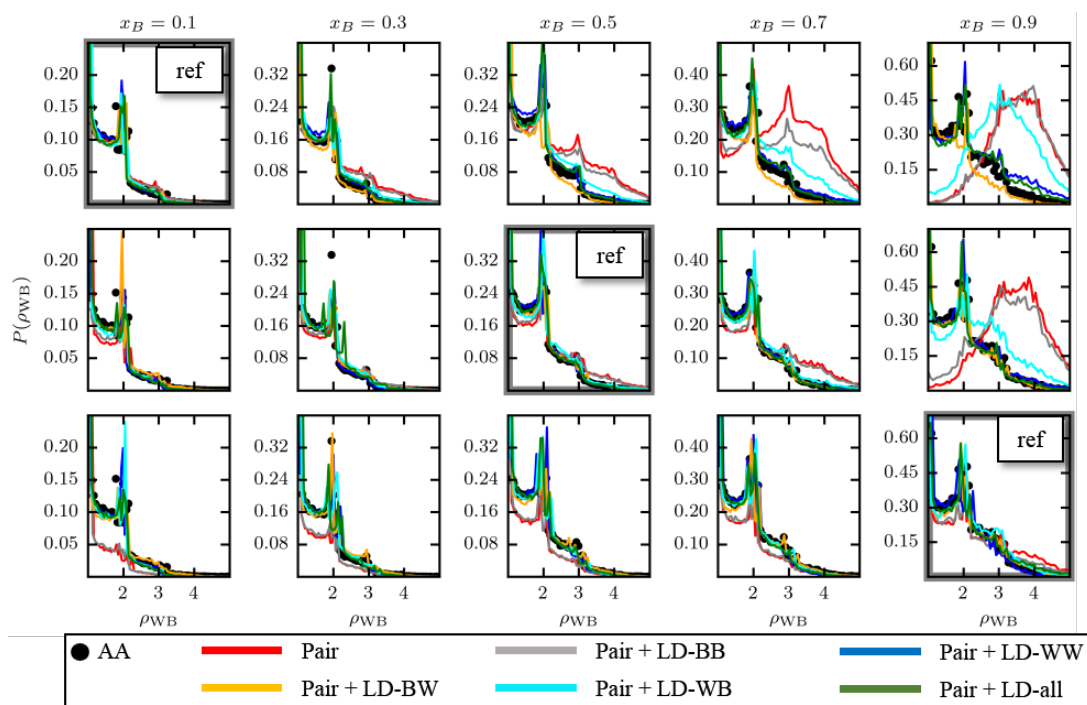 x_B = 0.1 x_B = 0.3 x_B = 0.5 x_B = 0.7 x_B = 0.9
ref
0.20 0.32 0.32 0.40 0.60
0.15 0.24 0.24 0.30 0.45
0.10 0.16 0.16 0.20 0.30
0.05 0.08 0.08 0.10 0.15
P(ρ_WB)
ref
0.20 0.32 0.32 0.40 0.60
0.15 0.24 0.24 0.30 0.45
0.10 0.16 0.16 0.20 0.30
0.05 0.08 0.08 0.10 0.15
ref
0.20 0.32 0.32 0.40 0.60
0.15 0.24 0.24 0.30 0.45
0.10 0.16 0.16 0.20 0.30
0.05 0.08 0.08 0.10 0.15
2 3 4 2 3 4 2 3 4 2 3 4 2 3 4
ρ_WB ρ_WB ρ_WB ρ_WB ρ_WB
AA Pair Pair + LD-BB Pair + LD-WW
Pair + LD-BW Pair + LD-WB Pair + LD-all